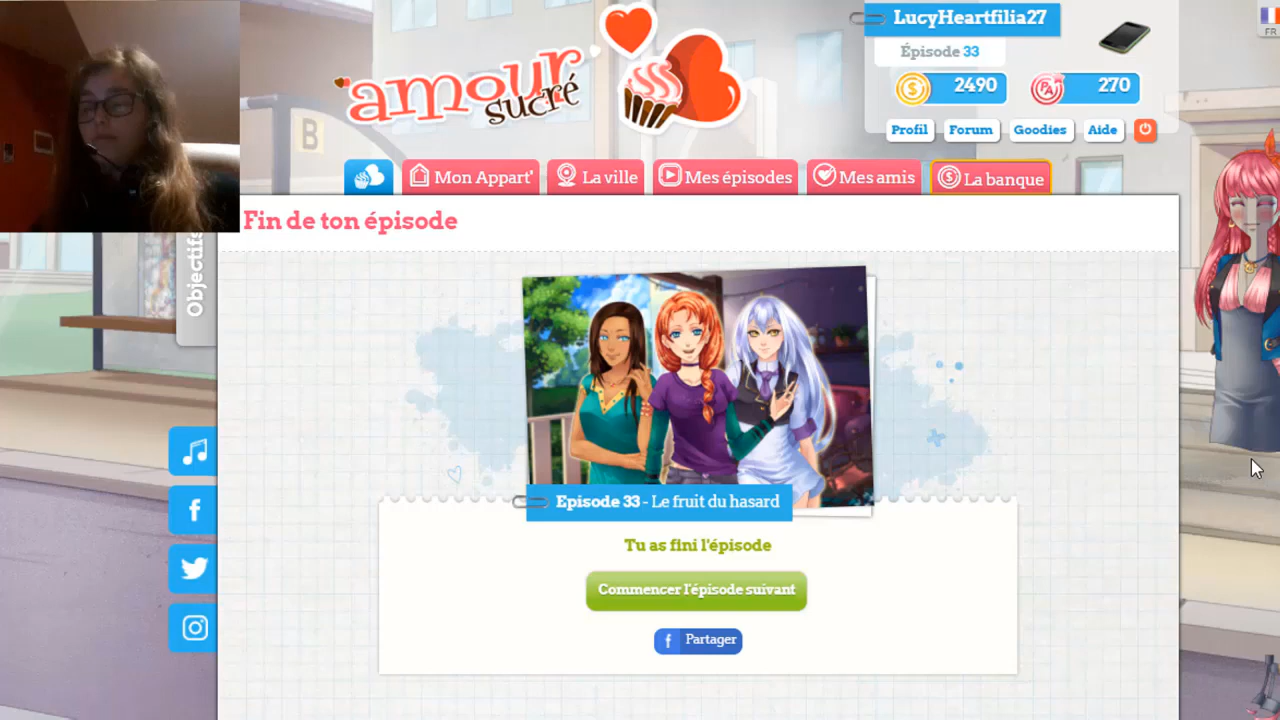 LucyHeartfilia27
FR
Épisode 33
amour
sucré
$ 2490 PA 270
B
Profil Forum Goodies Aide
Mon Appart' La ville Mes épisodes Mes amis $ La banque
Fin de ton épisode
Objectifs
Episode 33 - Le fruit du hasard
Tu as fini l'épisode
Commencer l'épisode suivant
f Partager